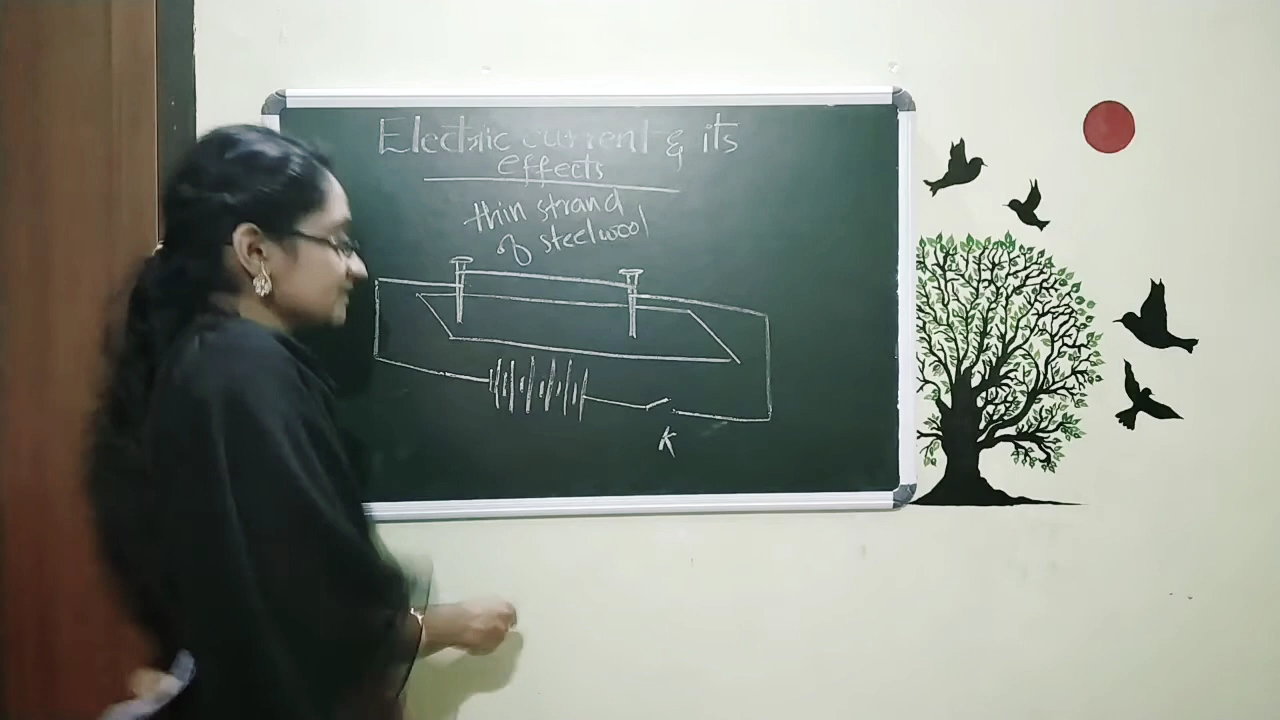 Electric current & its
effects
thin strand
of steelwool
K